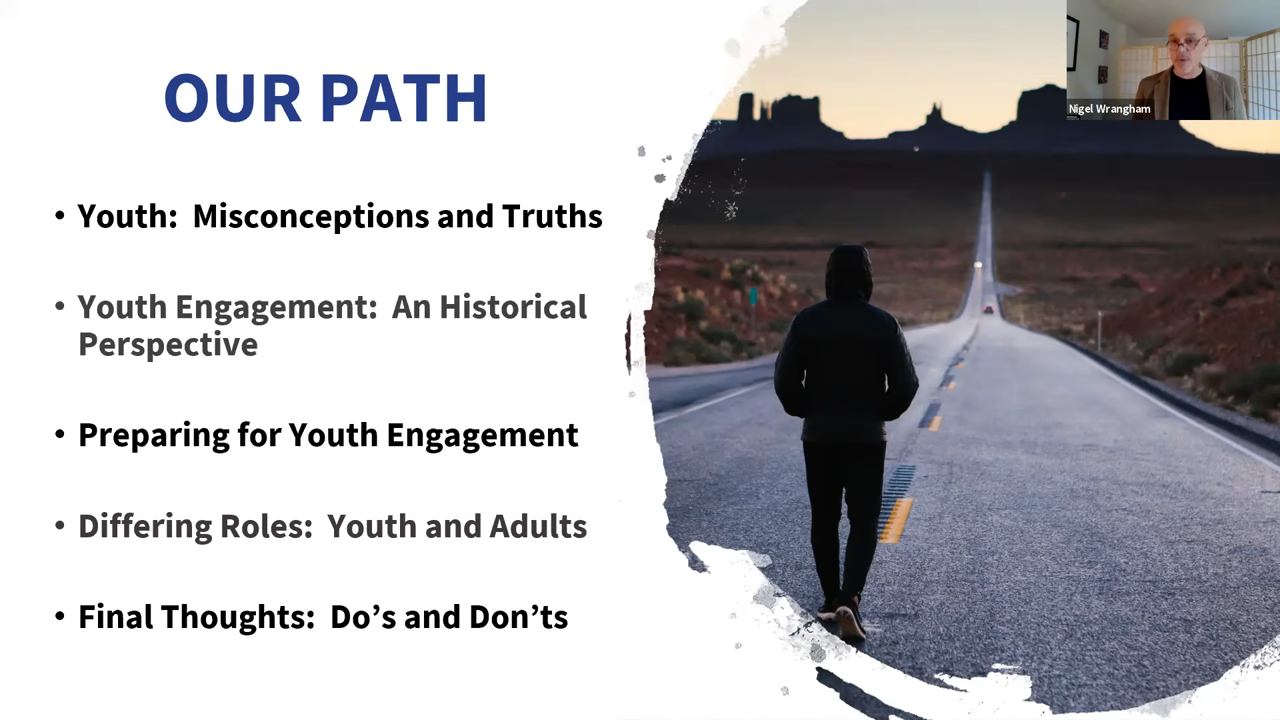 OUR PATH
• Youth:  Misconceptions and Truths
• Youth Engagement:  An Historical
Perspective
• Preparing for Youth Engagement
• Differing Roles:  Youth and Adults
• Final Thoughts:  Do’s and Don’ts
Nigel Wrangham